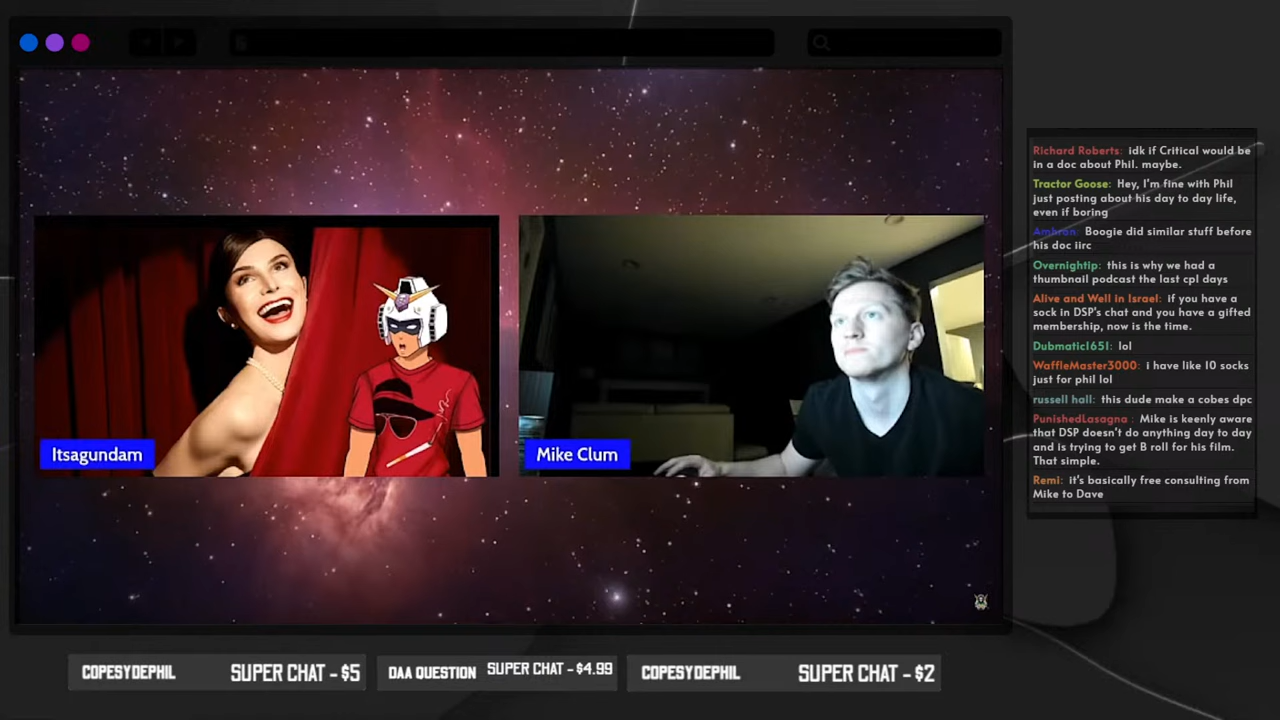 Richard Roberts: idk if Critical would be
in a doc about Phil. maybe.
Tractor Goose: Hey, I'm fine with Phil
just posting about his day to day life,
even if boring
Amhran: Boogie did similar stuff before
his doc iirc
Overnightip: this is why we had a
thumbnail podcast the last cpl days
Alive and Well in Israel: if you have a
sock in DSP's chat and you have a gifted
membership, now is the time.
Dubmatic1651: lol
WaffleMaster3000: i have like 10 socks
just for phil lol
russell hall: this dude make a cobes dpc
PunishedLasagna : Mike is keenly aware
that DSP doesn't do anything day to day
and is trying to get B roll for his film.
That simple.
Remi: it's basically free consulting from
Mike to Dave
Itsagundam
Mike Clum
COPESYDEPHIL SUPER CHAT - $5
DAA QUESTION SUPER CHAT - $4.99
COPESYDEPHIL SUPER CHAT - $2